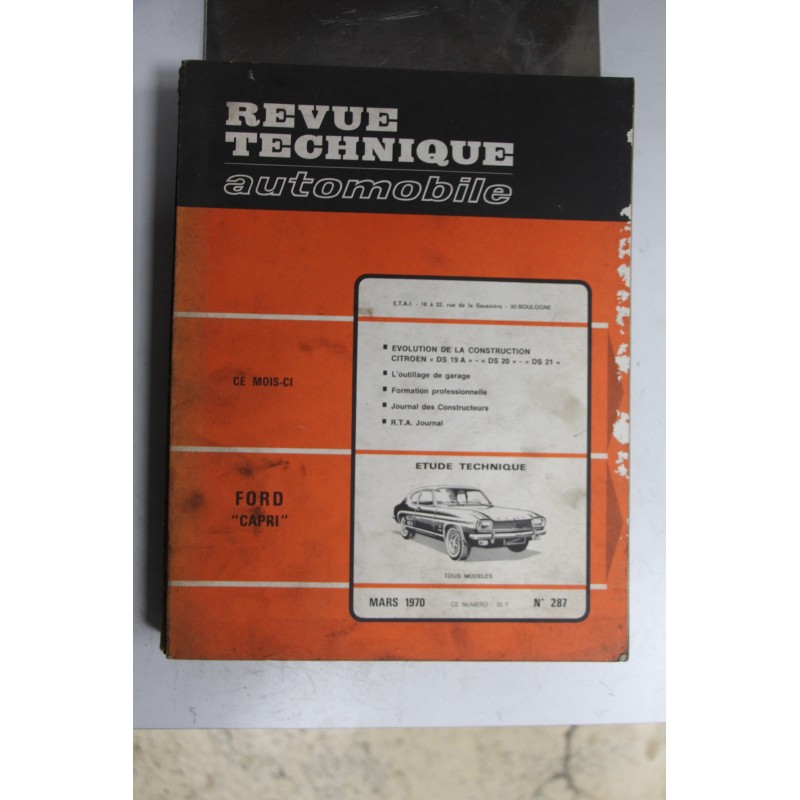 REVUE
TECHNIQUE
automobile
E.T.A.I. - 18 à 22, rue de la Saussière - 92-BOULOGNE
CE MOIS-CI
■ EVOLUTION DE LA CONSTRUCTION
CITROEN « DS 19 A » - « DS 20 » - « DS 21 »
■ L'outillage de garage
■ Formation professionnelle
■ Journal des Constructeurs
■ R.T.A. Journal
FORD
"CAPRI"
ETUDE TECHNIQUE
TOUS MODELES
MARS 1970 CE NUMERO : F N° 287